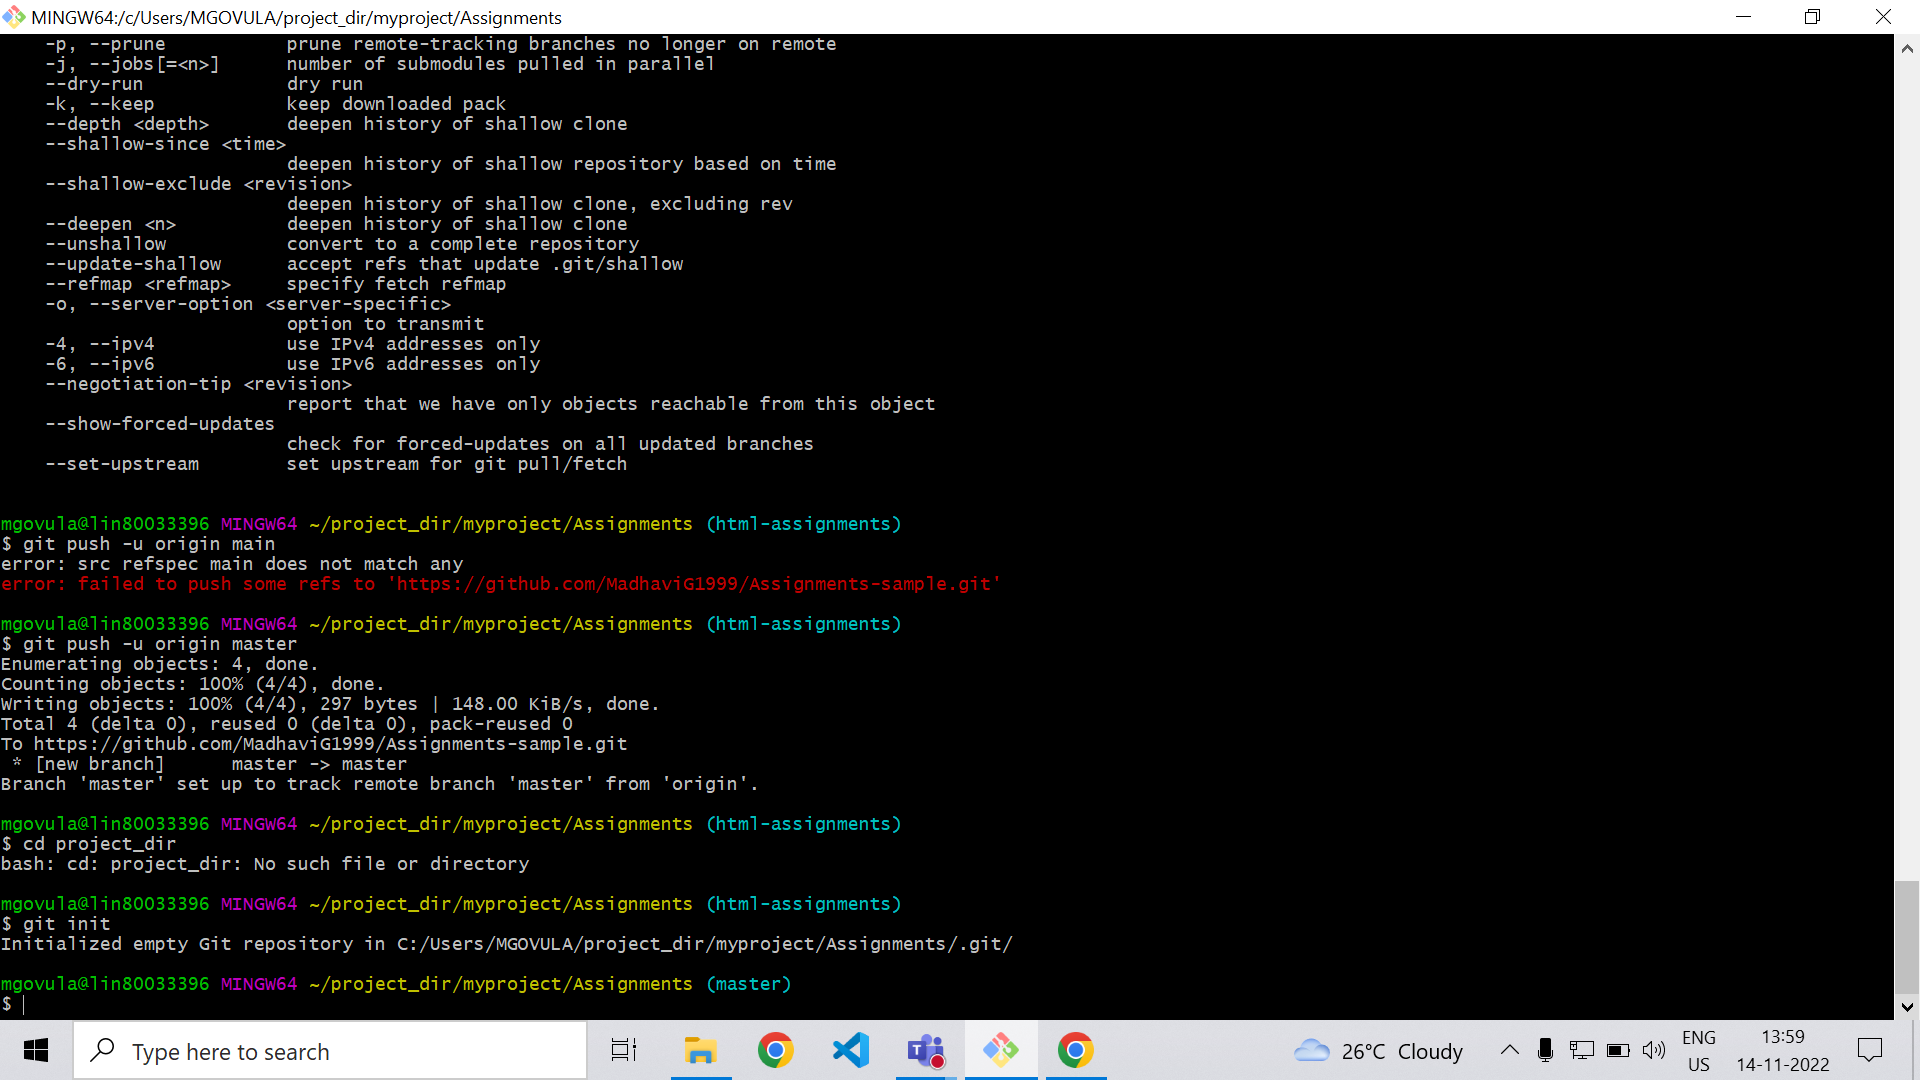 MINGW64:/c/Users/MGOVULA/project_dir/myproject/Assignments
-p, --prune           prune remote-tracking branches no longer on remote
-j, --jobs[=<n>]      number of submodules pulled in parallel
--dry-run             dry run
-k, --keep            keep downloaded pack
--depth <depth>       deepen history of shallow clone
--shallow-since <time>
deepen history of shallow repository based on time
--shallow-exclude <revision>
deepen history of shallow clone, excluding rev
--deepen <n>          deepen history of shallow clone
--unshallow           convert to a complete repository
--update-shallow      accept refs that update .git/shallow
--refmap <refmap>     specify fetch refmap
-o, --server-option <server-specific>
option to transmit
-4, --ipv4            use IPv4 addresses only
-6, --ipv6            use IPv6 addresses only
--negotiation-tip <revision>
report that we have only objects reachable from this object
--show-forced-updates
check for forced-updates on all updated branches
--set-upstream        set upstream for git pull/fetch
mgovula@lin80033396 MINGW64 ~/project_dir/myproject/Assignments (html-assignments)
$ git push -u origin main
error: src refspec main does not match any
error: failed to push some refs to 'https://github.com/MadhaviG1999/Assignments-sample.git'
mgovula@lin80033396 MINGW64 ~/project_dir/myproject/Assignments (html-assignments)
$ git push -u origin master
Enumerating objects: 4, done.
Counting objects: 100% (4/4), done.
Writing objects: 100% (4/4), 297 bytes | 148.00 KiB/s, done.
Total 4 (delta 0), reused 0 (delta 0), pack-reused 0
To https://github.com/MadhaviG1999/Assignments-sample.git
* [new branch]      master -> master
Branch 'master' set up to track remote branch 'master' from 'origin'.
mgovula@lin80033396 MINGW64 ~/project_dir/myproject/Assignments (html-assignments)
$ cd project_dir
bash: cd: project_dir: No such file or directory
mgovula@lin80033396 MINGW64 ~/project_dir/myproject/Assignments (html-assignments)
$ git init
Initialized empty Git repository in C:/Users/MGOVULA/project_dir/myproject/Assignments/.git/
mgovula@lin80033396 MINGW64 ~/project_dir/myproject/Assignments (master)
$
Type here to search
26°C Cloudy
ENG
US
13:59
14-11-2022